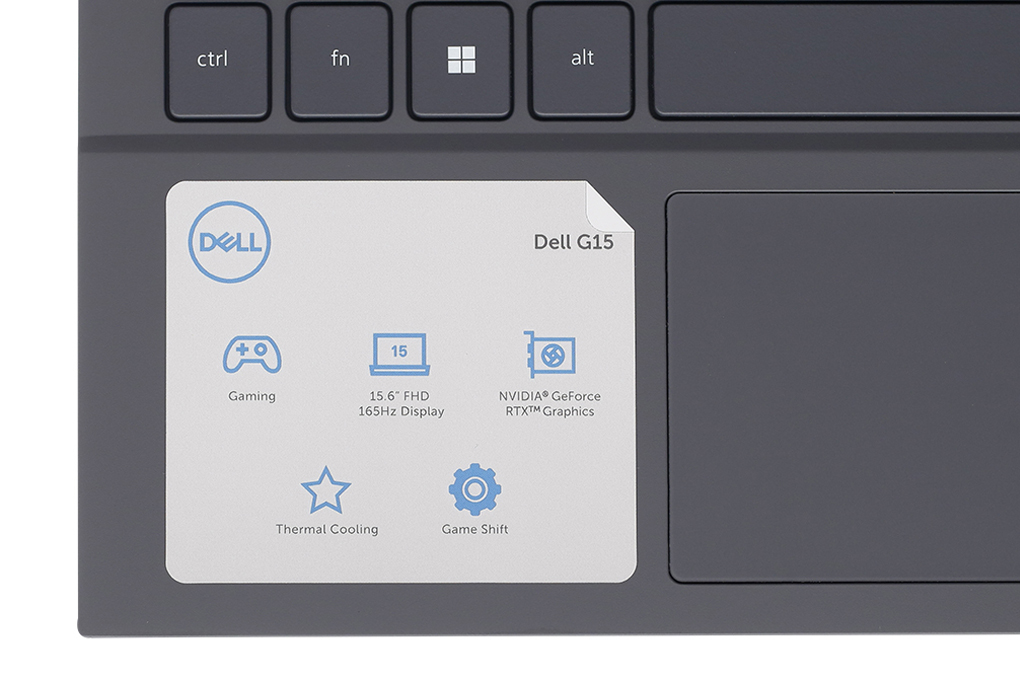 ctrl fn alt
DELL
Dell G15
15
Gaming
15.6” FHD
165Hz Display
NVIDIA® GeForce
RTX™ Graphics
Thermal Cooling
Game Shift